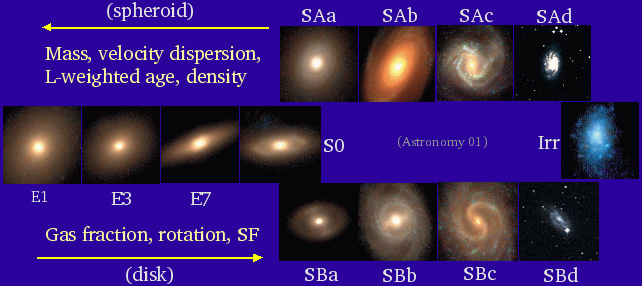 (spheroid)
SAa SAb SAc SAd
Mass, velocity dispersion,
L-weighted age, density
S0
(Astronomy 01)
Irr
E1 E3 E7
Gas fraction, rotation, SF
(disk)
SBa SBb SBc SBd